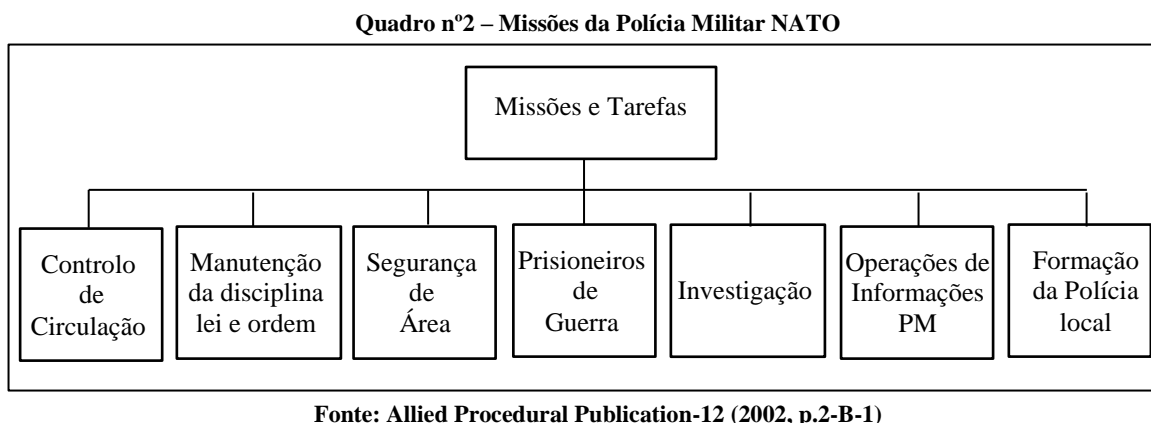 Quadro nº2 – Missões da Polícia Militar NATO
Missões e Tarefas
Controlo
de
Circulação
Manutenção
da disciplina
lei e ordem
Segurança
de
Área
Prisioneiros
de
Guerra
Investigação
Operações de
Informações
PM
Formação
da Polícia
local
Fonte: Allied Procedural Publication-12 (2002, p.2-B-1)